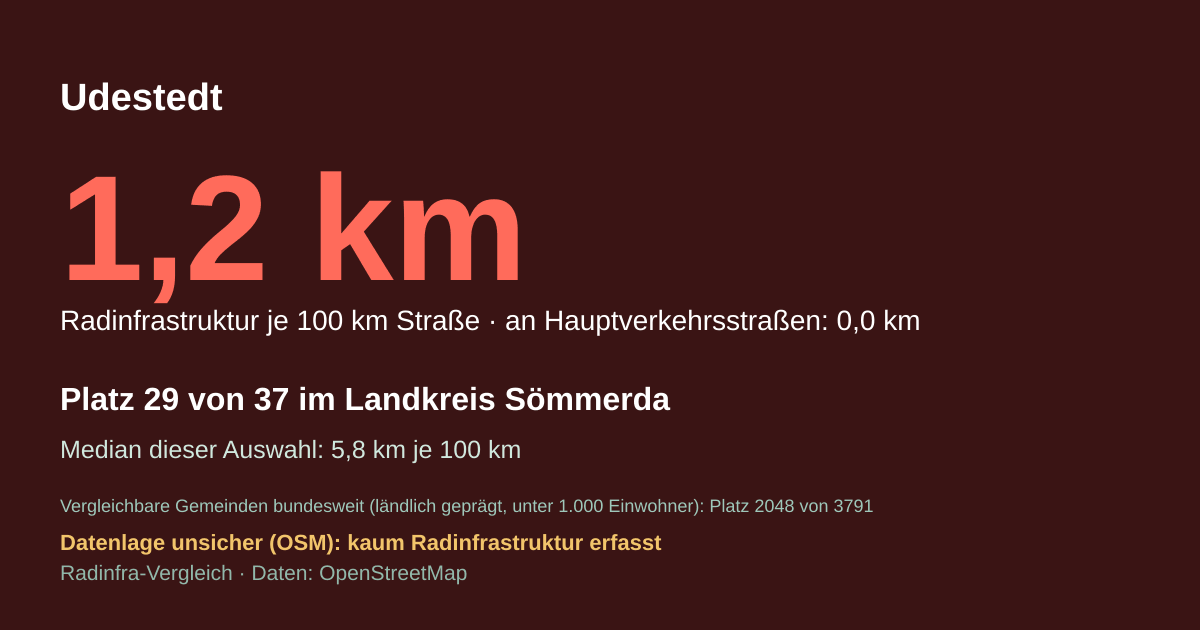 Udestedt
1,2 km
Radinfrastruktur je 100 km Straße · an Hauptverkehrsstraßen: 0,0 km
Platz 29 von 37 im Landkreis Sömmerda
Median dieser Auswahl: 5,8 km je 100 km
Vergleichbare Gemeinden bundesweit (ländlich geprägt, unter 1.000 Einwohner): Platz 2048 von 3791
Datenlage unsicher (OSM): kaum Radinfrastruktur erfasst
Radinfra-Vergleich · Daten: OpenStreetMap